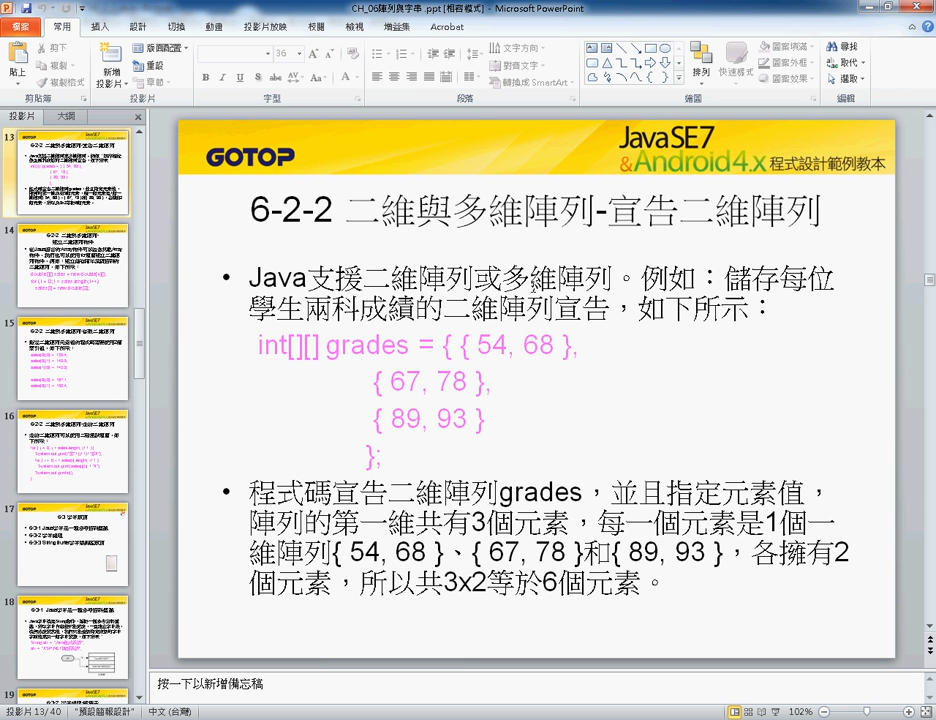 CH_06陣列與字串 .ppt [相容模式] - Microsoft PowerPoint
檔案 常用 插入 設計 切換 動畫 投影片放映 校閱 檢視 增益集 Acrobat
貼上 剪下 複製 複製格式 剪貼簿
新增投影片 版面配置 重設 章節 投影片
36 字型
文字方向 對齊文字 轉換成 SmartArt 段落
排列 快速樣式 圖案填滿 圖案外框 圖案效果 繪圖
尋找 取代 選取 編輯
投影片 大綱
13
14
15
16
17
18
19
GOTOP
JavaSE7
&Android4.x 程式設計範例教本
6-2-2 二維與多維陣列-宣告二維陣列
• Java支援二維陣列或多維陣列。例如：儲存每位
學生兩科成績的二維陣列宣告，如下所示：
int[][] grades = { { 54, 68 },
{ 67, 78 },
{ 89, 93 }
};
• 程式碼宣告二維陣列grades，並且指定元素值，
陣列的第一維共有3個元素，每一個元素是1個一
維陣列{ 54, 68 }、{ 67, 78 }和{ 89, 93 }，各擁有2
個元素，所以共3x2等於6個元素。
按一下以新增備忘稿
投影片 13/ 40 "預設簡報設計" 中文 (台灣) 102%